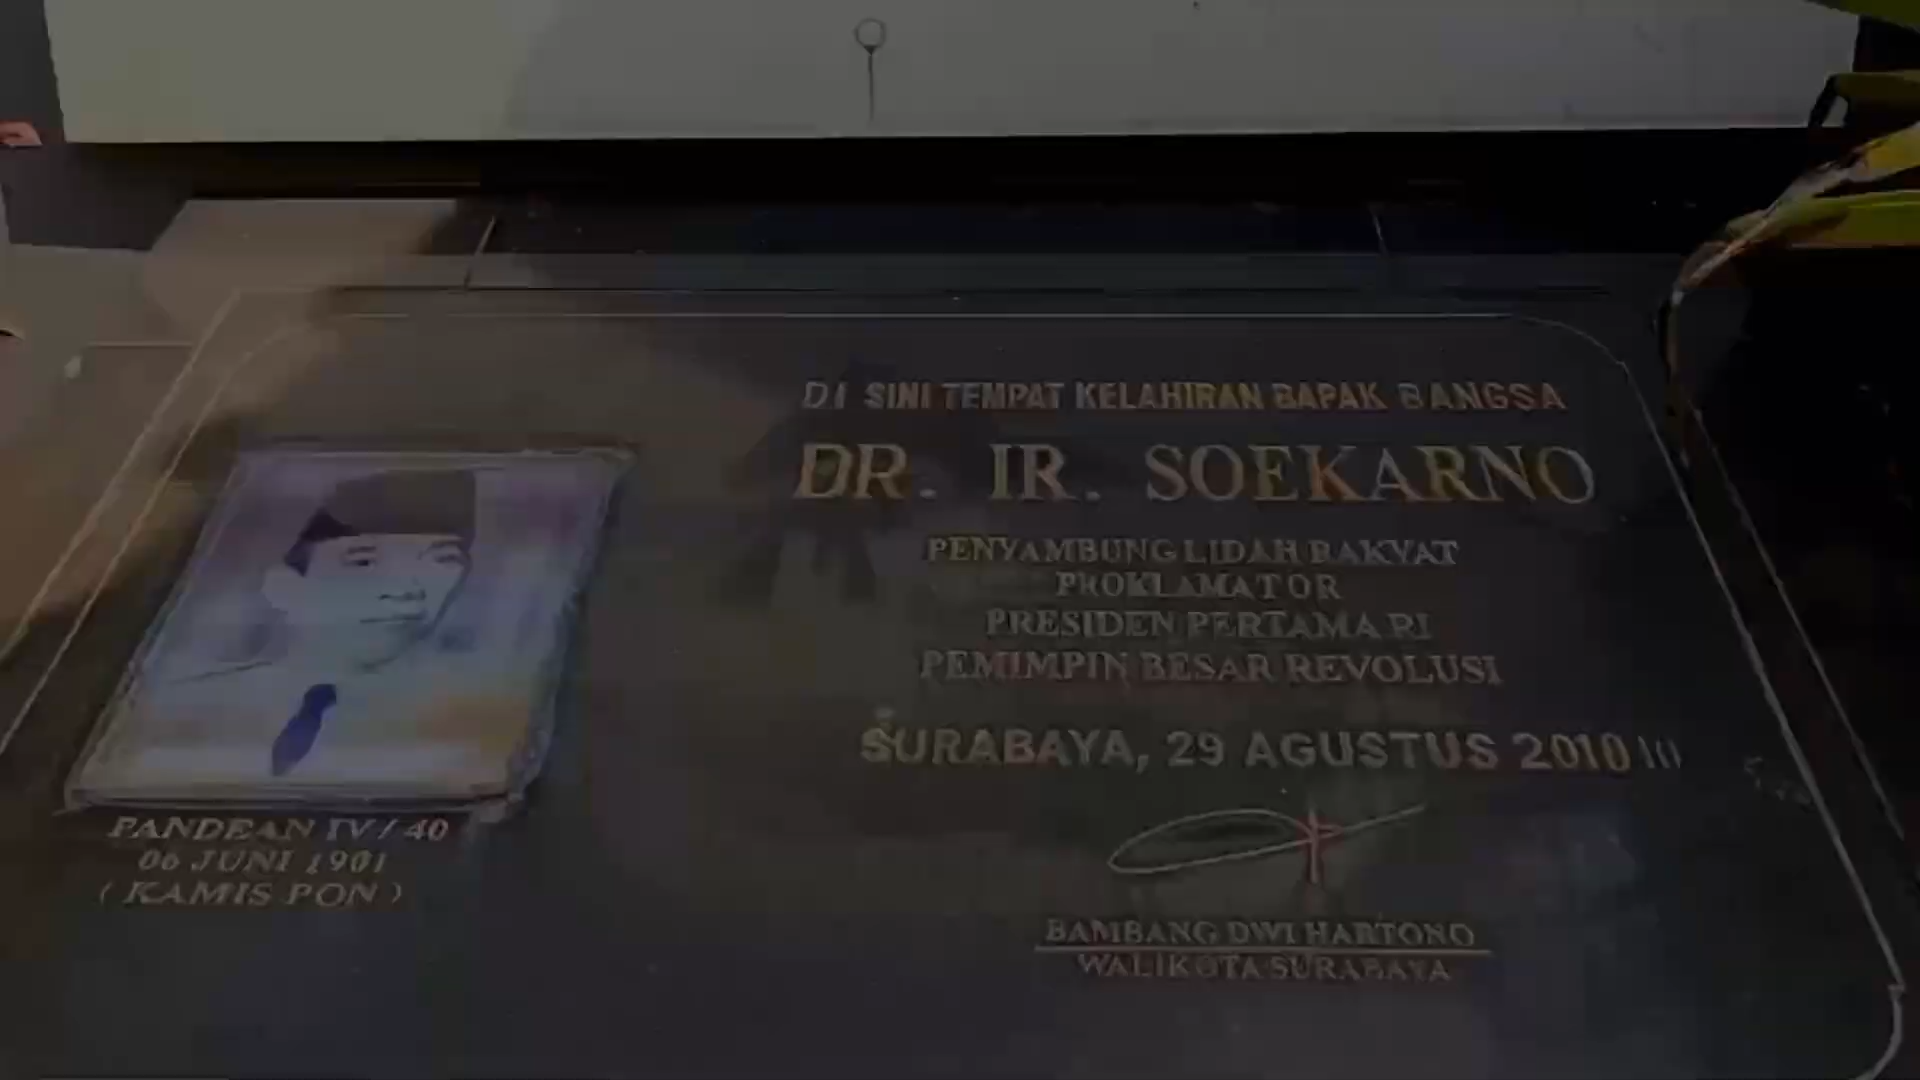 DI SINI TEMPAT KELAHIRAN BAPAK BANGSA
DR. IR. SOEKARNO
PENYAMBUNG LIDAH RAKYAT
PROKLAMATOR
PRESIDEN PERTAMA RI
PEMIMPIN BESAR REVOLUSI
SURABAYA, 29 AGUSTUS 2010
BAMBANG DWI HARTONO
WALIKOTA SURABAYA
PANDEAN IV / 40
06 JUNI 1901
( KAMIS PON )